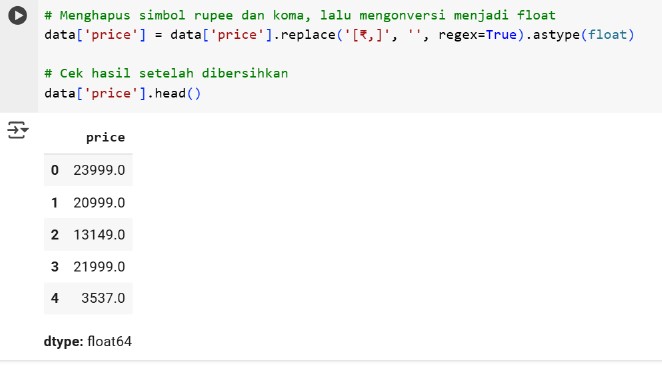 # Menghapus simbol rupee dan koma, lalu mengonversi menjadi float
data['price'] = data['price'].replace('[₹,]', '', regex=True).astype(float)
# Cek hasil setelah dibersihkan
data['price'].head()
price
0 23999.0
1 20999.0
2 13149.0
3 21999.0
4 3537.0
dtype: float64